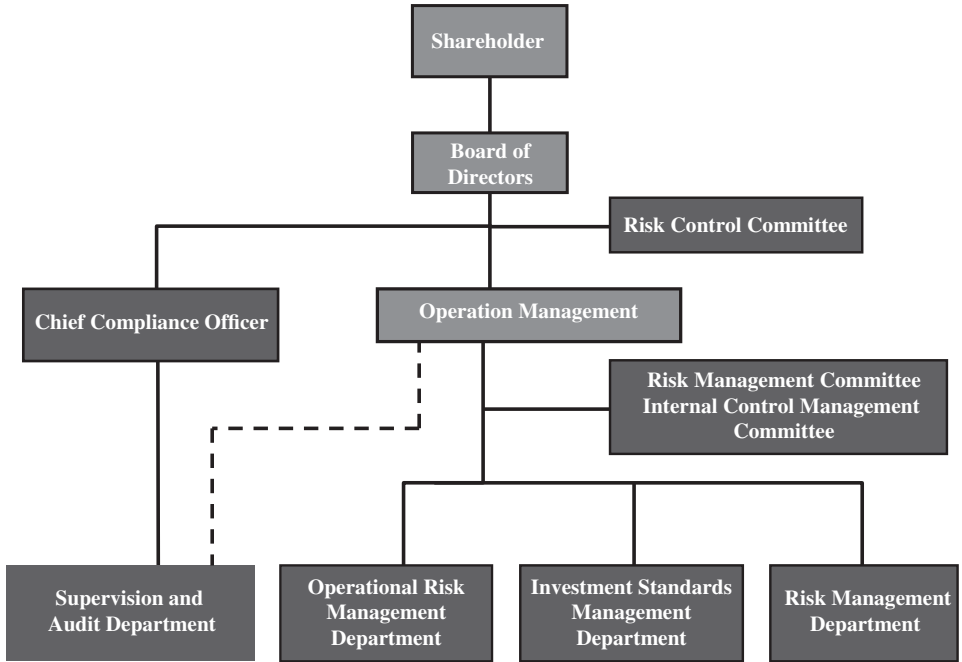 Shareholder
Board of
Directors
Risk Control Committee
Chief Compliance Officer
Operation Management
Risk Management Committee
Internal Control Management
Committee
Supervision and
Audit Department
Operational Risk
Management
Department
Investment Standards
Management
Department
Risk Management
Department